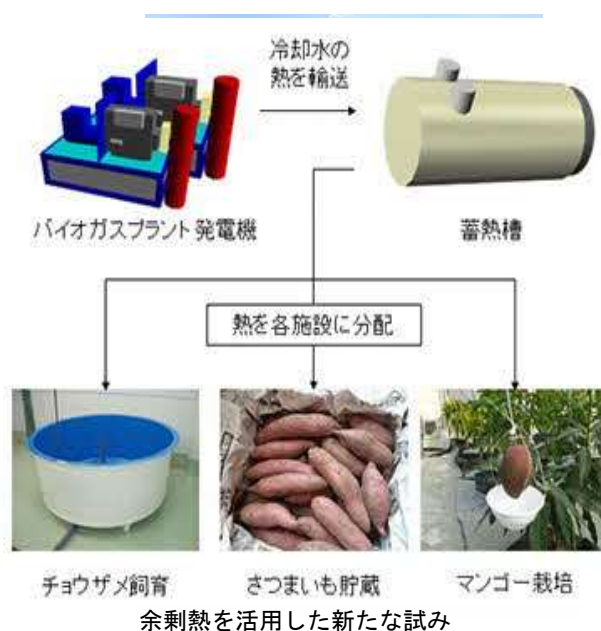 冷却水の
熱を輸送
バイオガスプラント発電機
蓄熱槽
熱を各施設に分配
チョウザメ飼育
さつまいも貯蔵
マンゴー栽培
余剰熱を活用した新たな試み